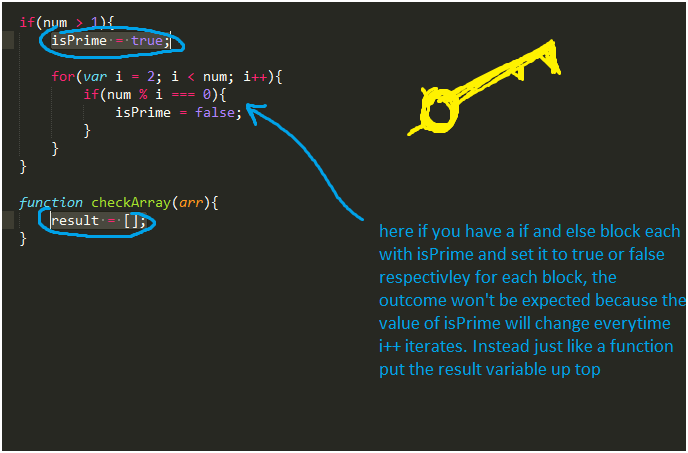 if(num > 1){
isPrime = true;
for(var i = 2; i < num; i++){
if(num % i === 0){
isPrime = false;
}
}
}
function checkArray(arr){
result = [];
}
here if you have a if and else block each
with isPrime and set it to true or false
respectivley for each block, the
outcome won't be expected because the
value of isPrime will change everytime
i++ iterates. Instead just like a function
put the result variable up top